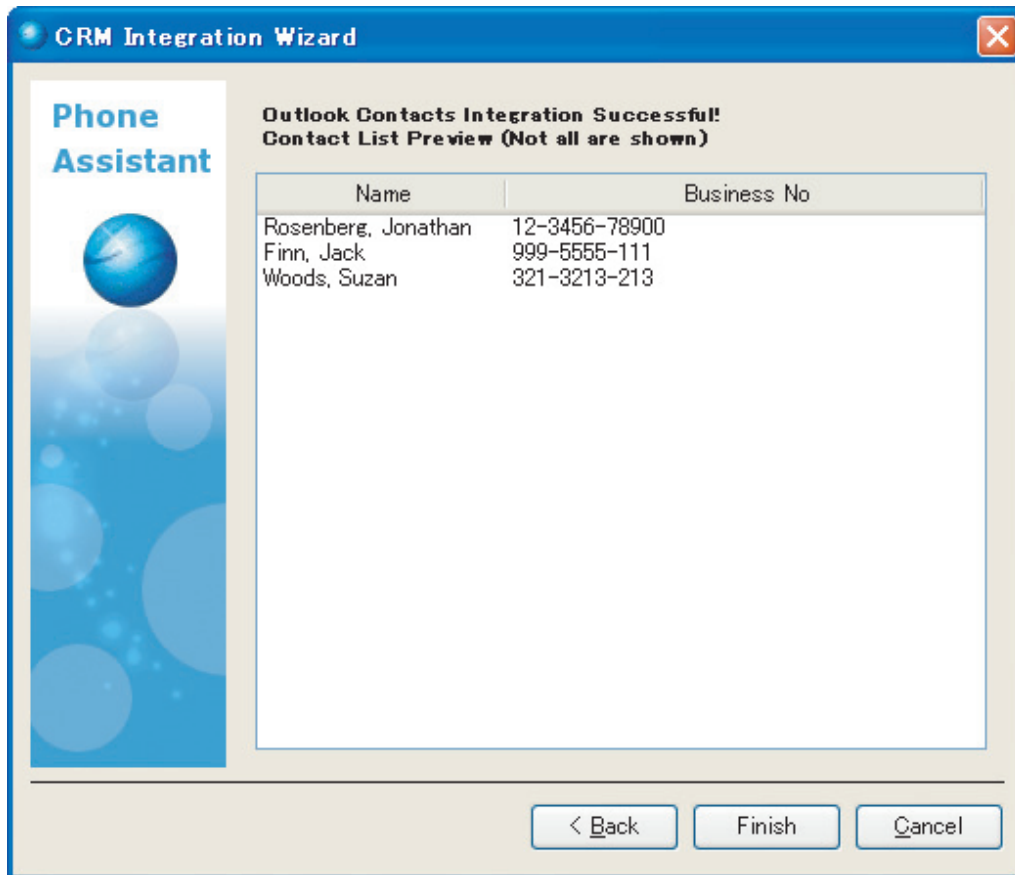 CRM Integration Wizard
Phone
Assistant
Outlook Contacts Integration Successful!
Contact List Preview (Not all are shown)
Name Business No
Rosenberg, Jonathan 12-3456-78900
Finn, Jack 999-5555-111
Woods, Suzan 321-3213-213
< Back Finish Cancel